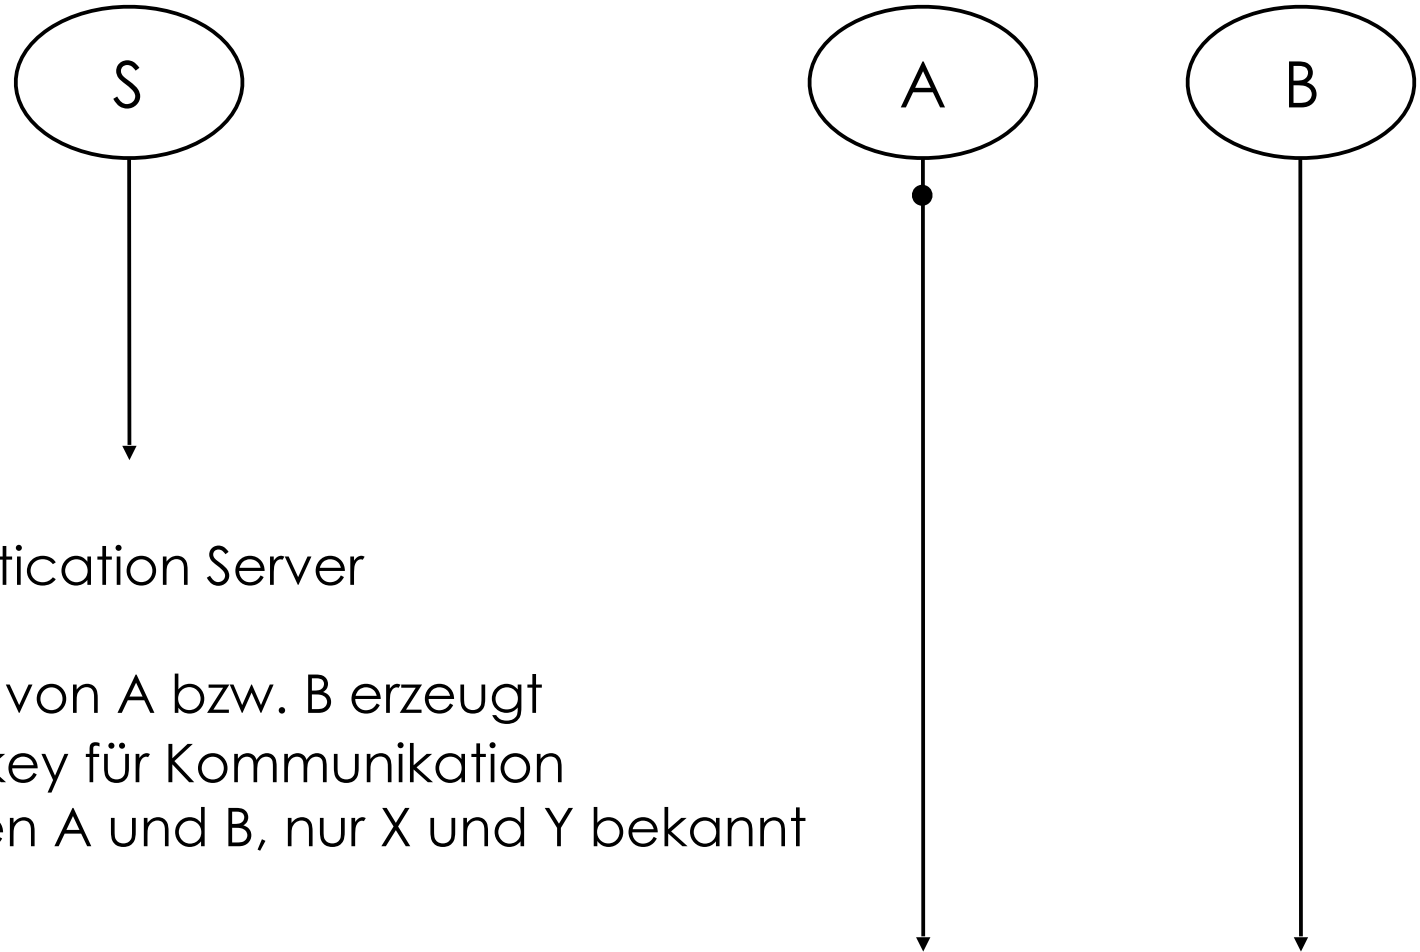 S
A
B
tication Server
von A bzw. B erzeugt
key für Kommunikation
en A und B, nur X und Y bekannt